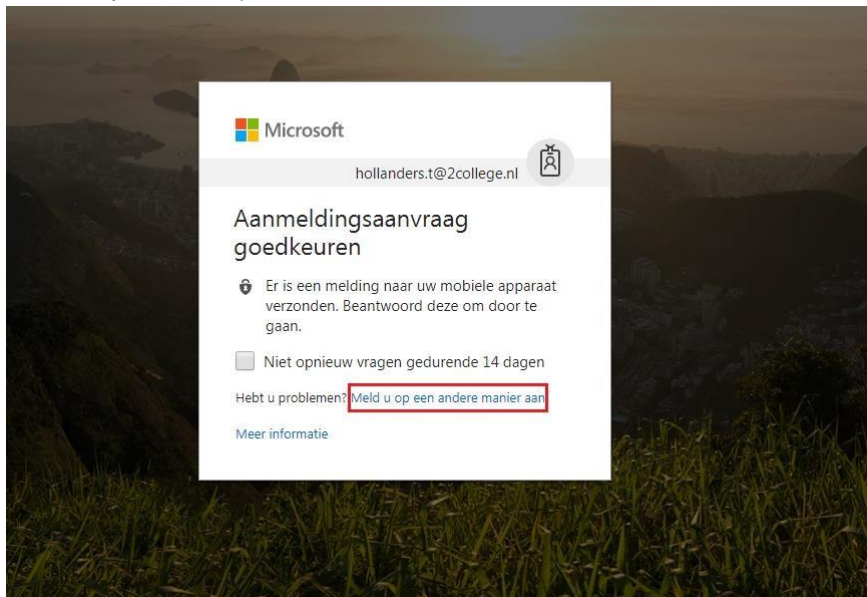 Microsoft
hollanders.t@2college.nl
Aanmeldingsaanvraag
goedkeuren
Er is een melding naar uw mobiele apparaat
verzonden. Beantwoord deze om door te
gaan.
Niet opnieuw vragen gedurende 14 dagen
Hebt u problemen? Meld u op een andere manier aan
Meer informatie